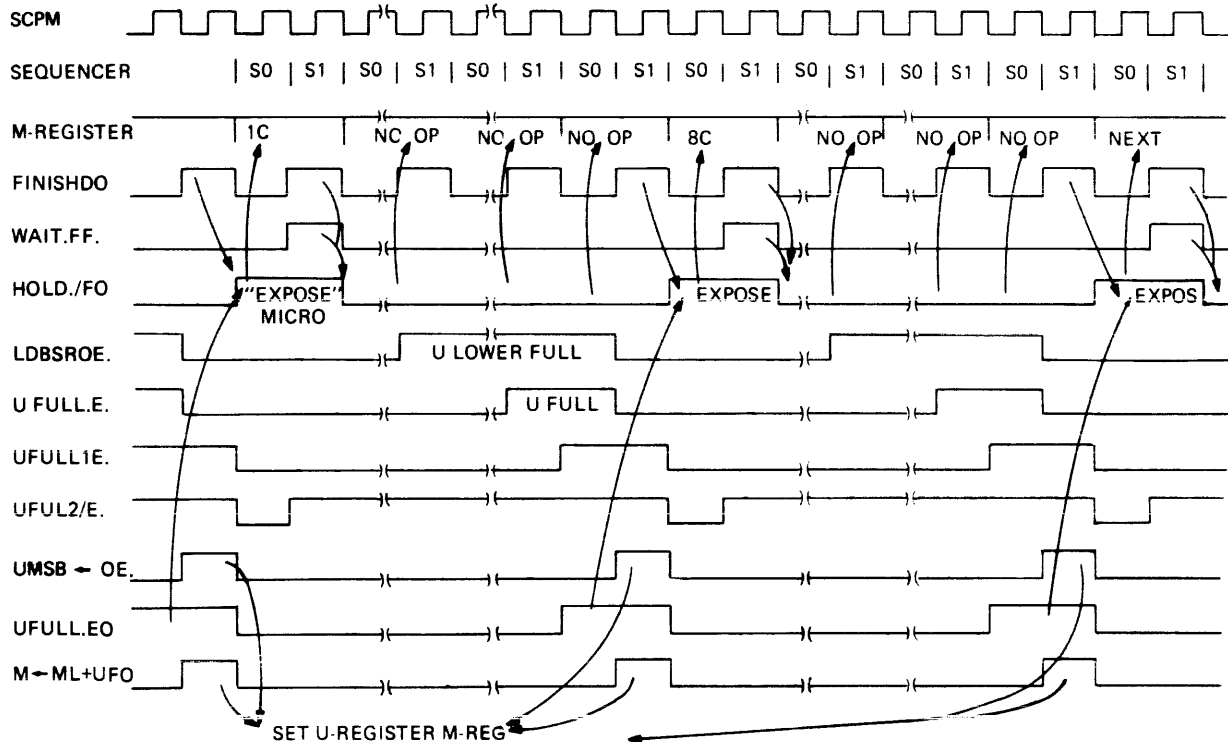 SCPM
SEQUENCER | S0 | S1 | S0 | S1 | S0 | S1 | S0 | S1 | S0 | S1 | S0 | S1 | S0 | S1 | S0 | S1 | S0 | S1 |
M-REGISTER 1C NC OP NC OP NO OP 8C NO OP NO OP NO OP NEXT
FINISHDO
WAIT.FF.
HOLD./FO "EXPOSE" EXPOSE EXPOS
MICRO
LDBSROE. U LOWER FULL
U FULL.E. U FULL
UFULL1E.
UFUL2/E.
UMSB ← OE.
UFULL.EO
M←ML+UFO
SET U-REGISTER M-REG